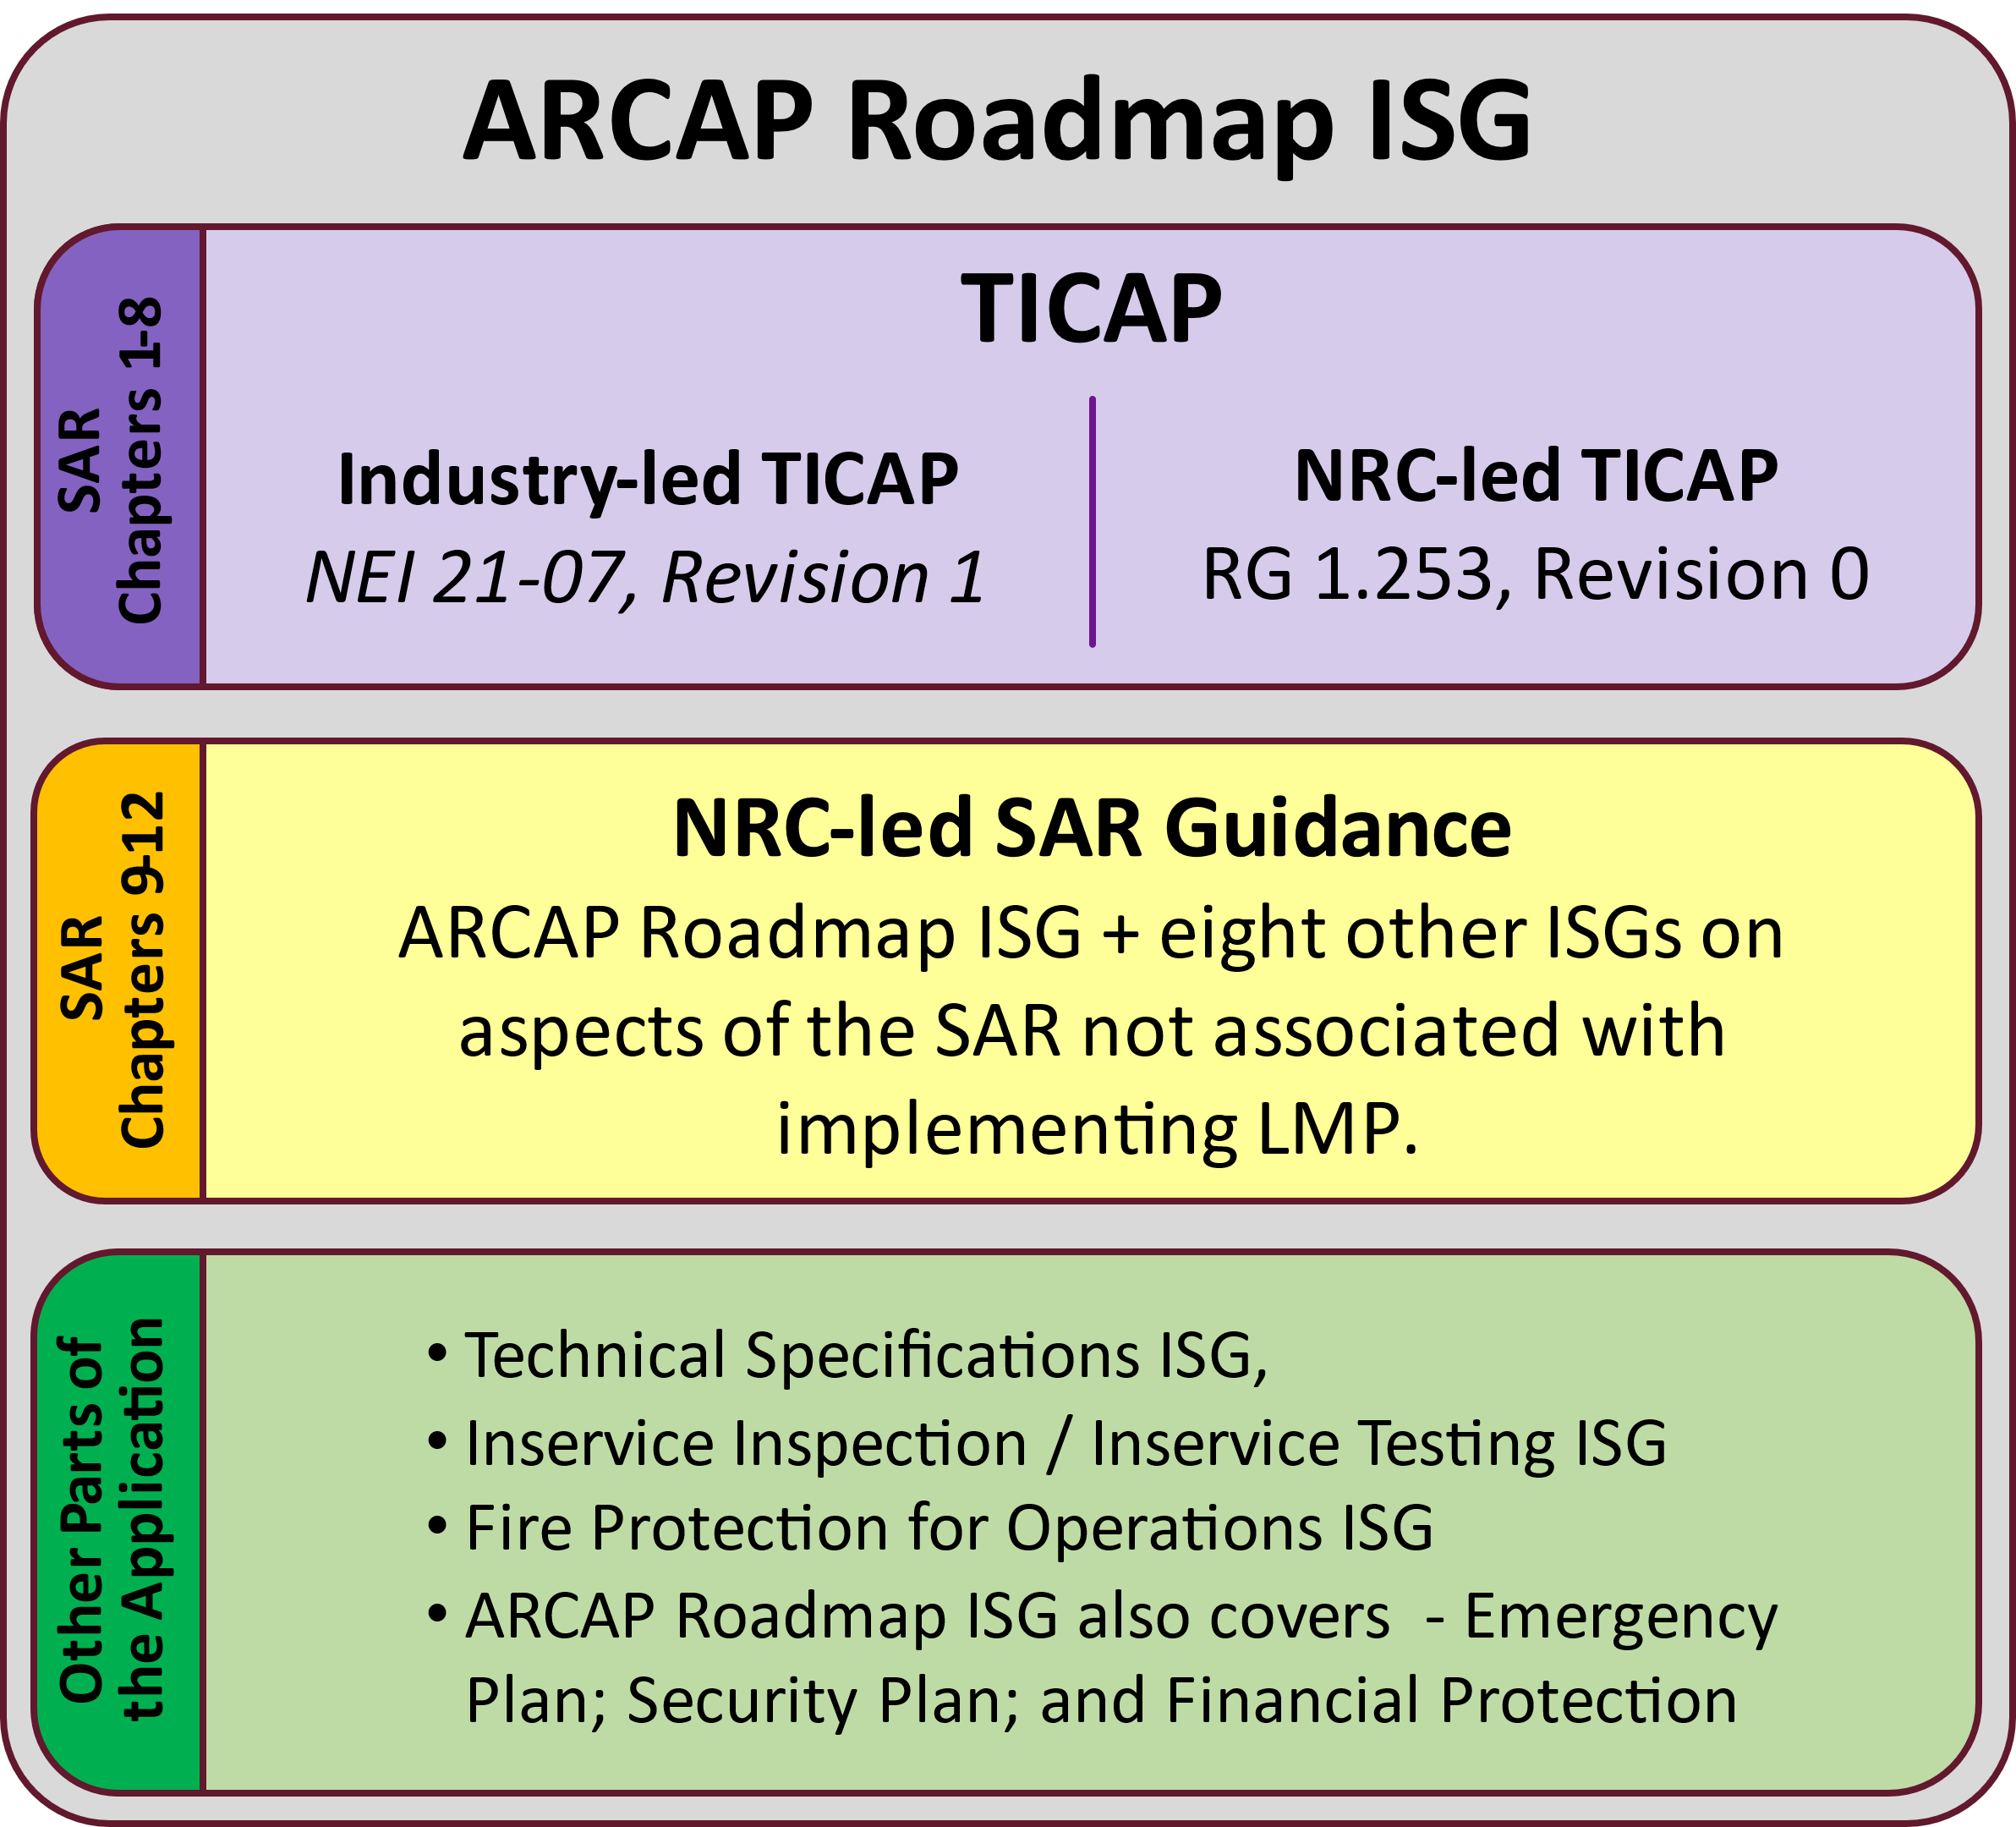 ARCAP Roadmap ISG
SAR
Chapters 1-8
TICAP
Industry-led TICAP
NEI 21-07, Revision 1
NRC-led TICAP
RG 1.253, Revision 0
SAR
Chapters 9-12
NRC-led SAR Guidance
ARCAP Roadmap ISG + eight other ISGs on
aspects of the SAR not associated with
implementing LMP.
Other Parts of
the Application
• Technical Specifications ISG,
• Inservice Inspection / Inservice Testing ISG
• Fire Protection for Operations ISG
• ARCAP Roadmap ISG also covers  - Emergency
Plan; Security Plan; and Financial Protection